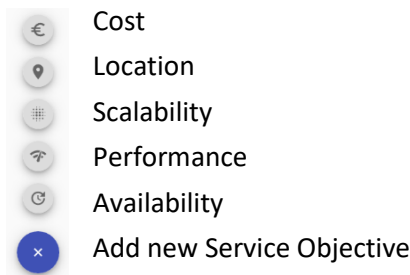 € Cost
Location
Scalability
Performance
Availability
× Add new Service Objective